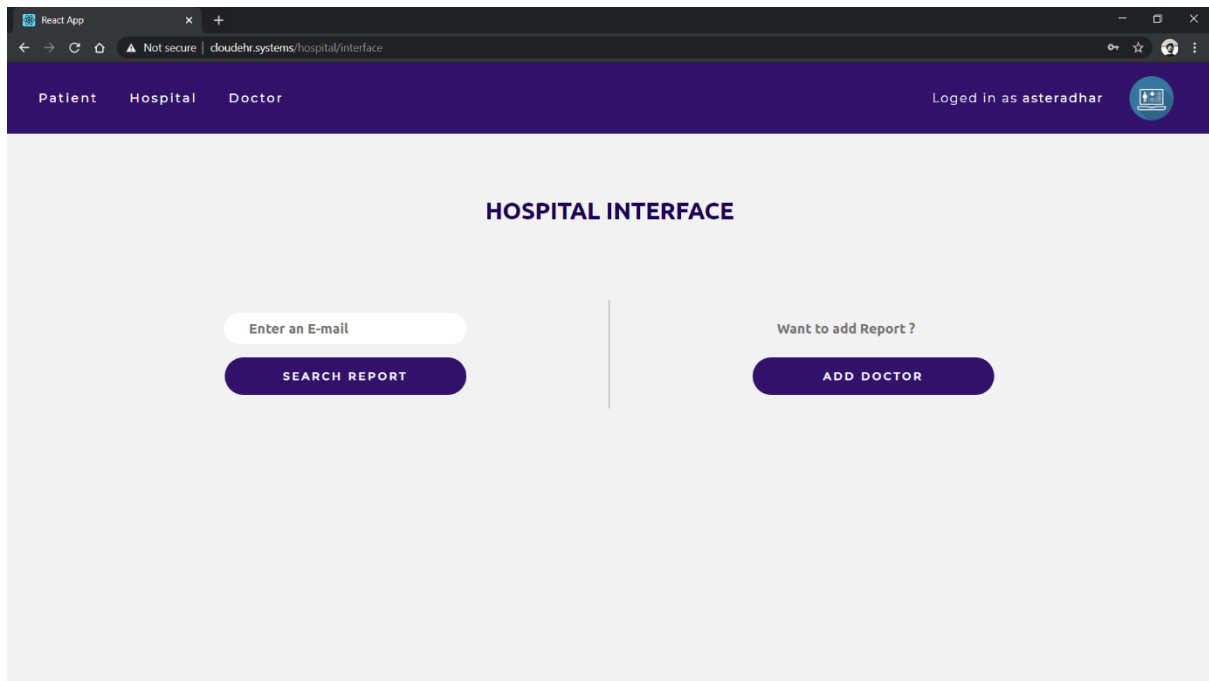 React App
Not secure | cloudehr.systems/hospital/interface
Patient Hospital Doctor Loged in as asteradhar
HOSPITAL INTERFACE
Enter an E-mail
SEARCH REPORT
Want to add Report ?
ADD DOCTOR